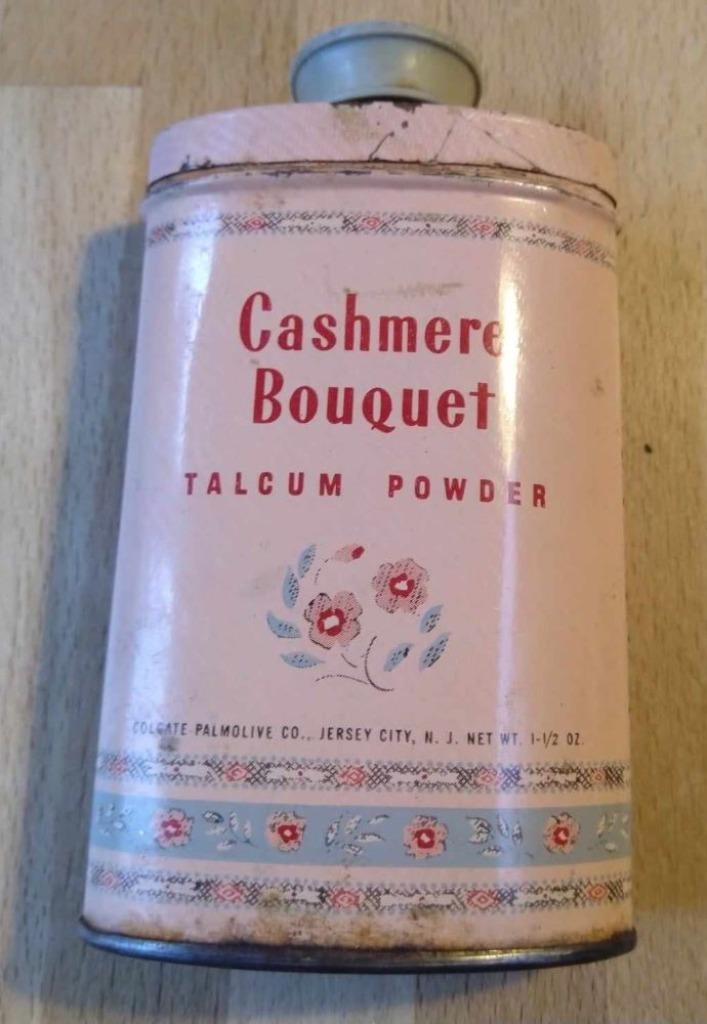 Cashmere
Bouquet
TALCUM POWDER
COLGATE-PALMOLIVE CO., JERSEY CITY, N. J. NET WT. 1-1/2 OZ.